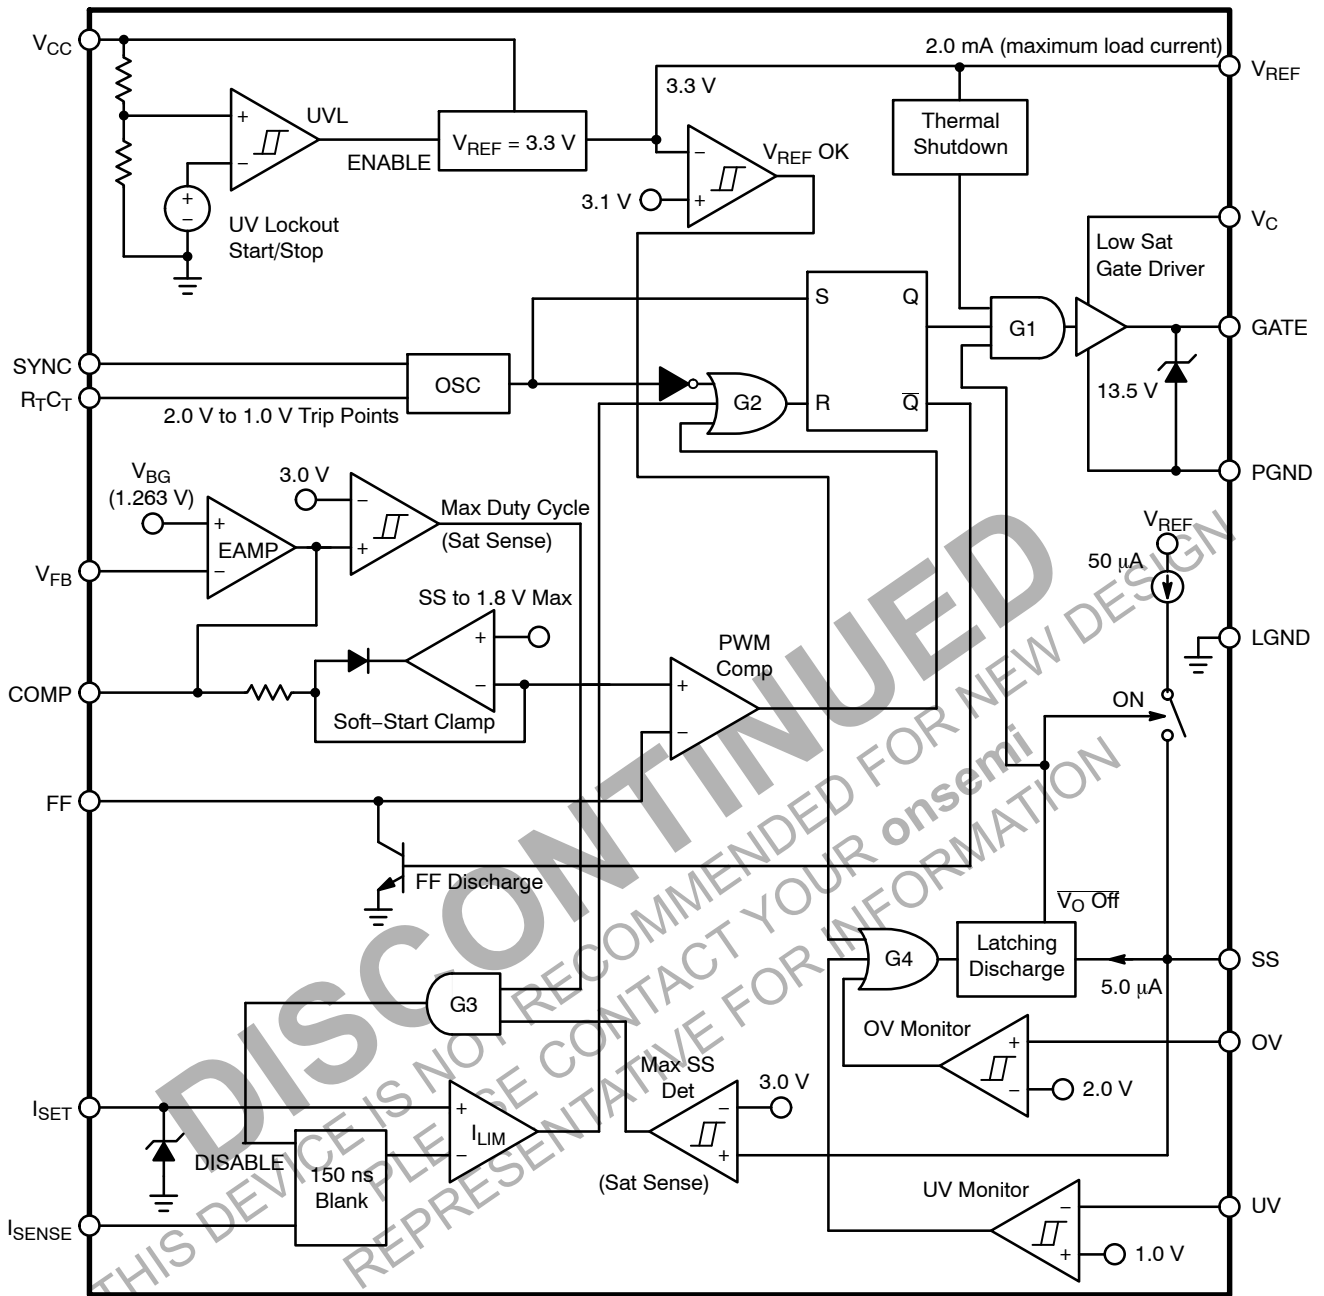 2.0 mA (maximum load current)
VCC
VREF
3.3 V
UVL
+
−
ENABLE
VREF = 3.3 V
Thermal
Shutdown
−
+
VREF OK
3.1 V
+
−
UV Lockout
Start/Stop
VC
Low Sat
Gate Driver
S
Q
G1
GATE
SYNC
RTCT
OSC
2.0 V to 1.0 V Trip Points
G2
R
Q̅
13.5 V
PGND
VBG
(1.263 V)
3.0 V
−
+
Max Duty Cycle
(Sat Sense)
+
EAMP
−
VFB
VREF
50 μA
SS to 1.8 V Max
+
−
Soft−Start Clamp
PWM
Comp
+
−
LGND
COMP
ON
FF
FF Discharge
VO Off
G4
Latching
Discharge
SS
5.0 μA
G3
OV Monitor
+
−
OV
2.0 V
Max SS
Det
3.0 V
−
+
(Sat Sense)
ISET
+
ILIM
−
DISABLE
150 ns
Blank
ISENSE
UV Monitor
−
+
UV
1.0 V
DISCONTINUED
THIS DEVICE IS NOT RECOMMENDED FOR NEW DESIGN
PLEASE CONTACT YOUR onsemi
REPRESENTATIVE FOR INFORMATION